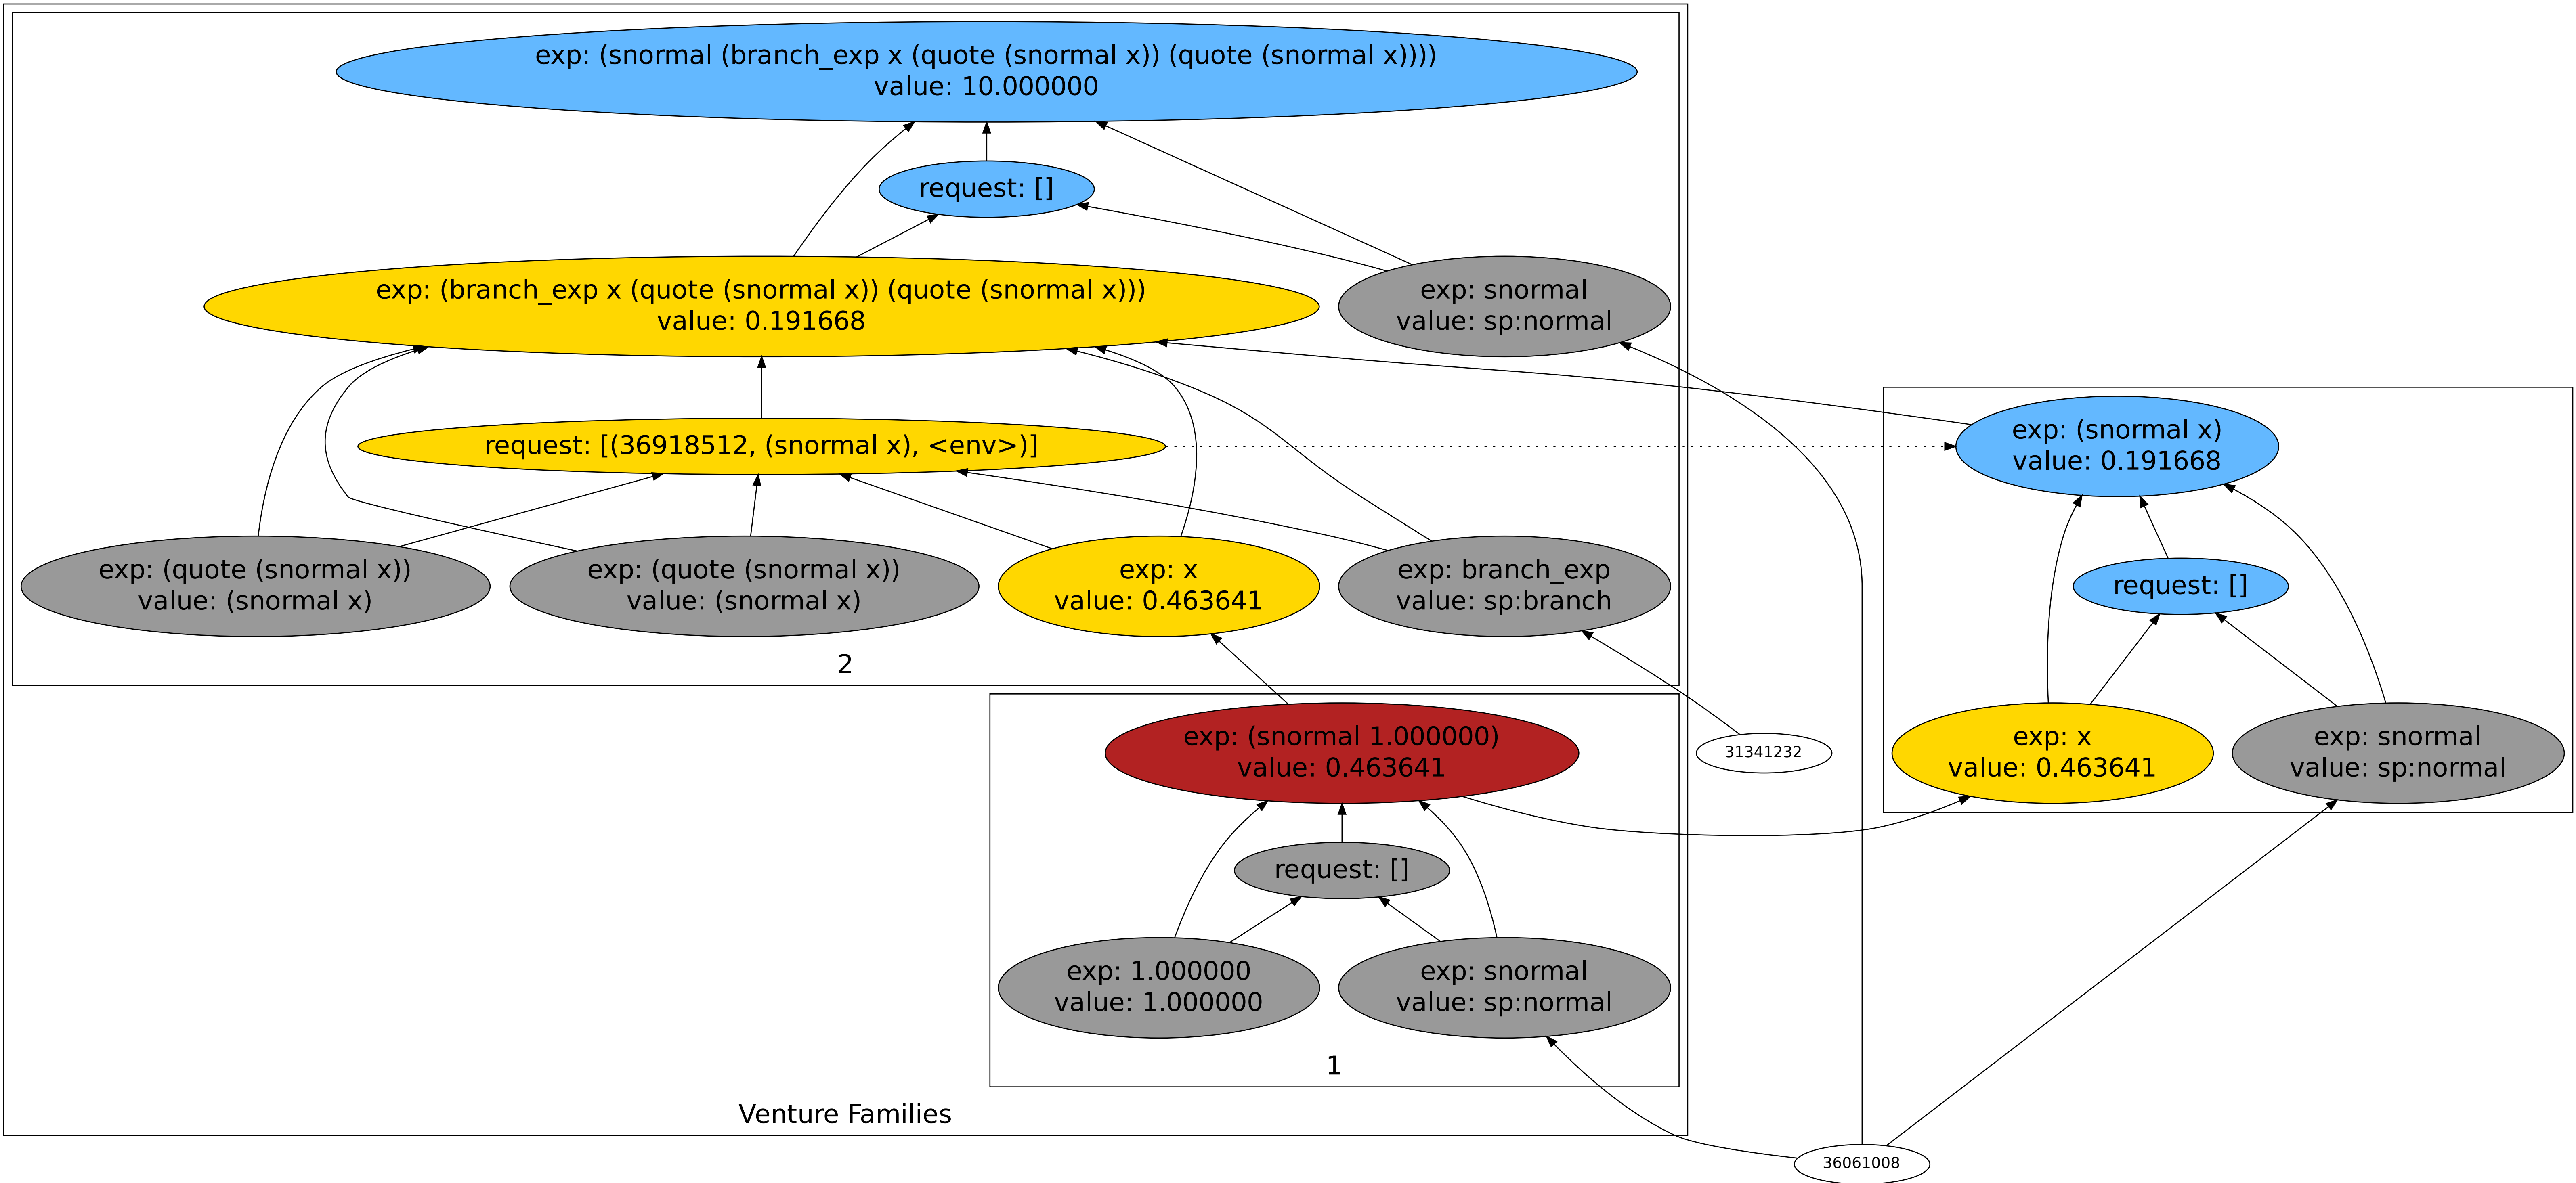 exp: (snormal (branch_exp x (quote (snormal x)) (quote (snormal x))))
value: 10.000000
request: []
exp: (branch_exp x (quote (snormal x)) (quote (snormal x)))
value: 0.191668
exp: snormal
value: sp:normal
request: [(36918512, (snormal x), <env>)]
exp: (snormal x)
value: 0.191668
exp: (quote (snormal x))
value: (snormal x)
exp: (quote (snormal x))
value: (snormal x)
exp: x
value: 0.463641
exp: branch_exp
value: sp:branch
request: []
2
exp: (snormal 1.000000)
value: 0.463641
31341232
exp: x
value: 0.463641
exp: snormal
value: sp:normal
request: []
exp: 1.000000
value: 1.000000
exp: snormal
value: sp:normal
1
Venture Families
36061008